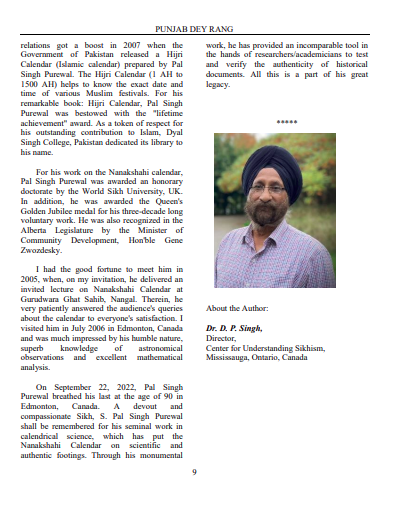 PUNJAB DEY RANG
relations got a boost in 2007 when the
Government of Pakistan released a Hijri
Calendar (Islamic calendar) prepared by Pal
Singh Purewal. The Hijri Calendar (1 AH to
1500 AH) helps to know the exact date and
time of various Muslim festivals. For his
remarkable book: Hijri Calendar, Pal Singh
Purewal was bestowed with the "lifetime
achievement" award. As a token of respect for
his outstanding contribution to Islam, Dyal
Singh College, Pakistan dedicated its library to
his name.
For his work on the Nanakshahi calendar,
Pal Singh Purewal was awarded an honorary
doctorate by the World Sikh University, UK.
In addition, he was awarded the Queen's
Golden Jubilee medal for his three-decade long
voluntary work. He was also recognized in the
Alberta Legislature by the Minister of
Community Development, Hon'ble Gene
Zwozdesky.
I had the good fortune to meet him in
2005, when, on my invitation, he delivered an
invited lecture on Nanakshahi Calendar at
Gurudwara Ghat Sahib, Nangal. Therein, he
very patiently answered the audience's queries
about the calendar to everyone's satisfaction. I
visited him in July 2006 in Edmonton, Canada
and was much impressed by his humble nature,
superb knowledge of astronomical
observations and excellent mathematical
analysis.
On September 22, 2022, Pal Singh
Purewal breathed his last at the age of 90 in
Edmonton, Canada. A devout and
compassionate Sikh, S. Pal Singh Purewal
shall be remembered for his seminal work in
calendrical science, which has put the
Nanakshahi Calendar on scientific and
authentic footings. Through his monumental
work, he has provided an incomparable tool in
the hands of researchers/academicians to test
and verify the authenticity of historical
documents. All this is a part of his great
legacy.
*****
About the Author:
Dr. D. P. Singh,
Director,
Center for Understanding Sikhism,
Mississauga, Ontario, Canada
9